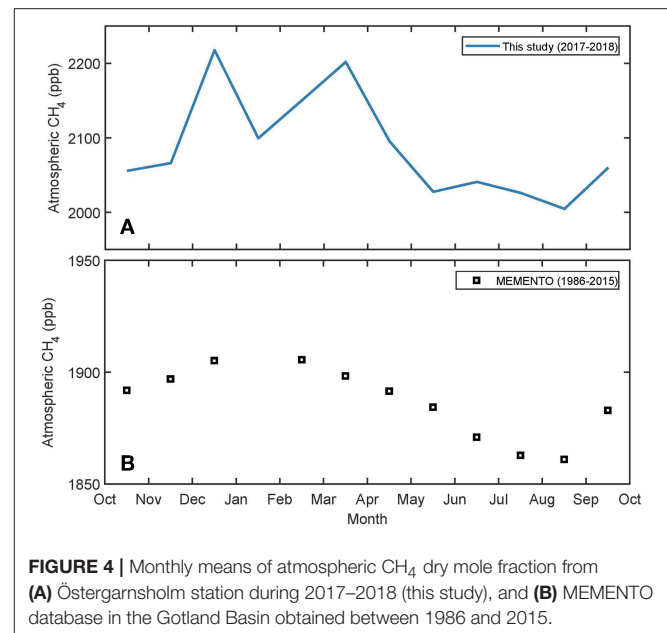 This study (2017-2018)
Atmospheric CH4 (ppb)
2200
2100
2000
A
MEMENTO (1986-2015)
Atmospheric CH4 (ppb)
1950
1900
1850
B
Oct Nov Dec Jan Feb Mar Apr May Jun Jul Aug Sep Oct
Month
FIGURE 4 | Monthly means of atmospheric CH4 dry mole fraction from
(A) Östergarnsholm station during 2017–2018 (this study), and (B) MEMENTO
database in the Gotland Basin obtained between 1986 and 2015.